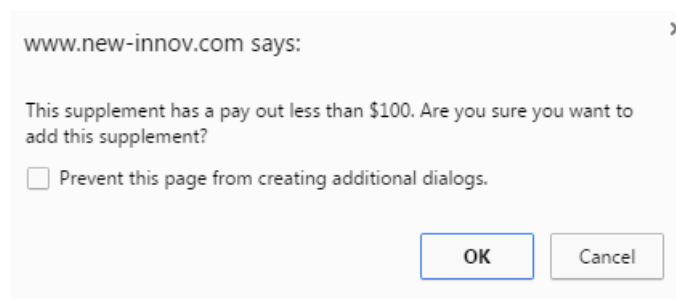 www.new-innov.com says:
This supplement has a pay out less than $100. Are you sure you want to
add this supplement?
Prevent this page from creating additional dialogs.
OK Cancel